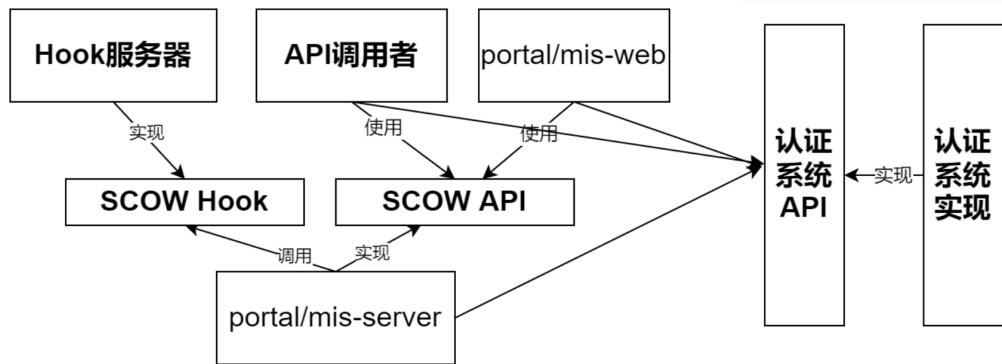 Hook服务器
API调用者
portal/mis-web
实现
使用
使用
SCOW Hook
SCOW API
调用
实现
portal/mis-server
认证
系统
API
实现
认证
系统
实现